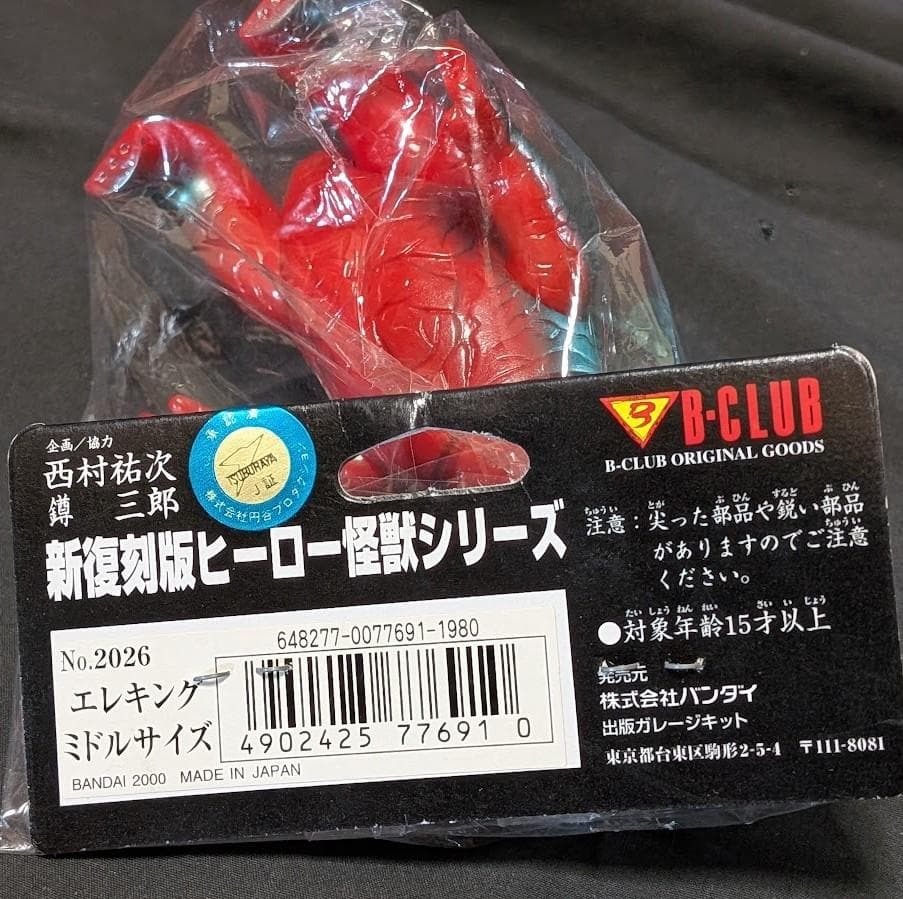 企画/協力
西村祐次
鐏 三郎
承認済
TSUBURAYA
J 証
株式会社円谷プロダクション
B-CLUB
B-CLUB ORIGINAL GOODS
新復刻版ヒーロー怪獣シリーズ
注意：尖った部品や鋭い部品
がありますのでご注意
ください。
●対象年齢15才以上
発売元
株式会社バンダイ
出版ガレージキット
東京都台東区駒形2-5-4 〒111-8081
No.2026
エレキング
ミドルサイズ
648277-0077691-1980
4902425 77691 0
BANDAI 2000 MADE IN JAPAN